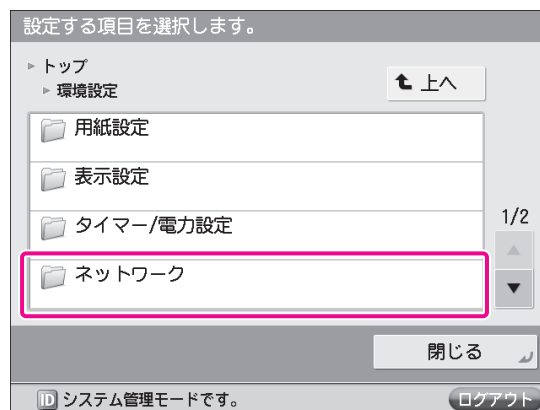 設定する項目を選択します。
トップ
環境設定
上へ
用紙設定
表示設定
タイマー/電力設定
ネットワーク
1/2
閉じる
ID システム管理モードです。
ログアウト